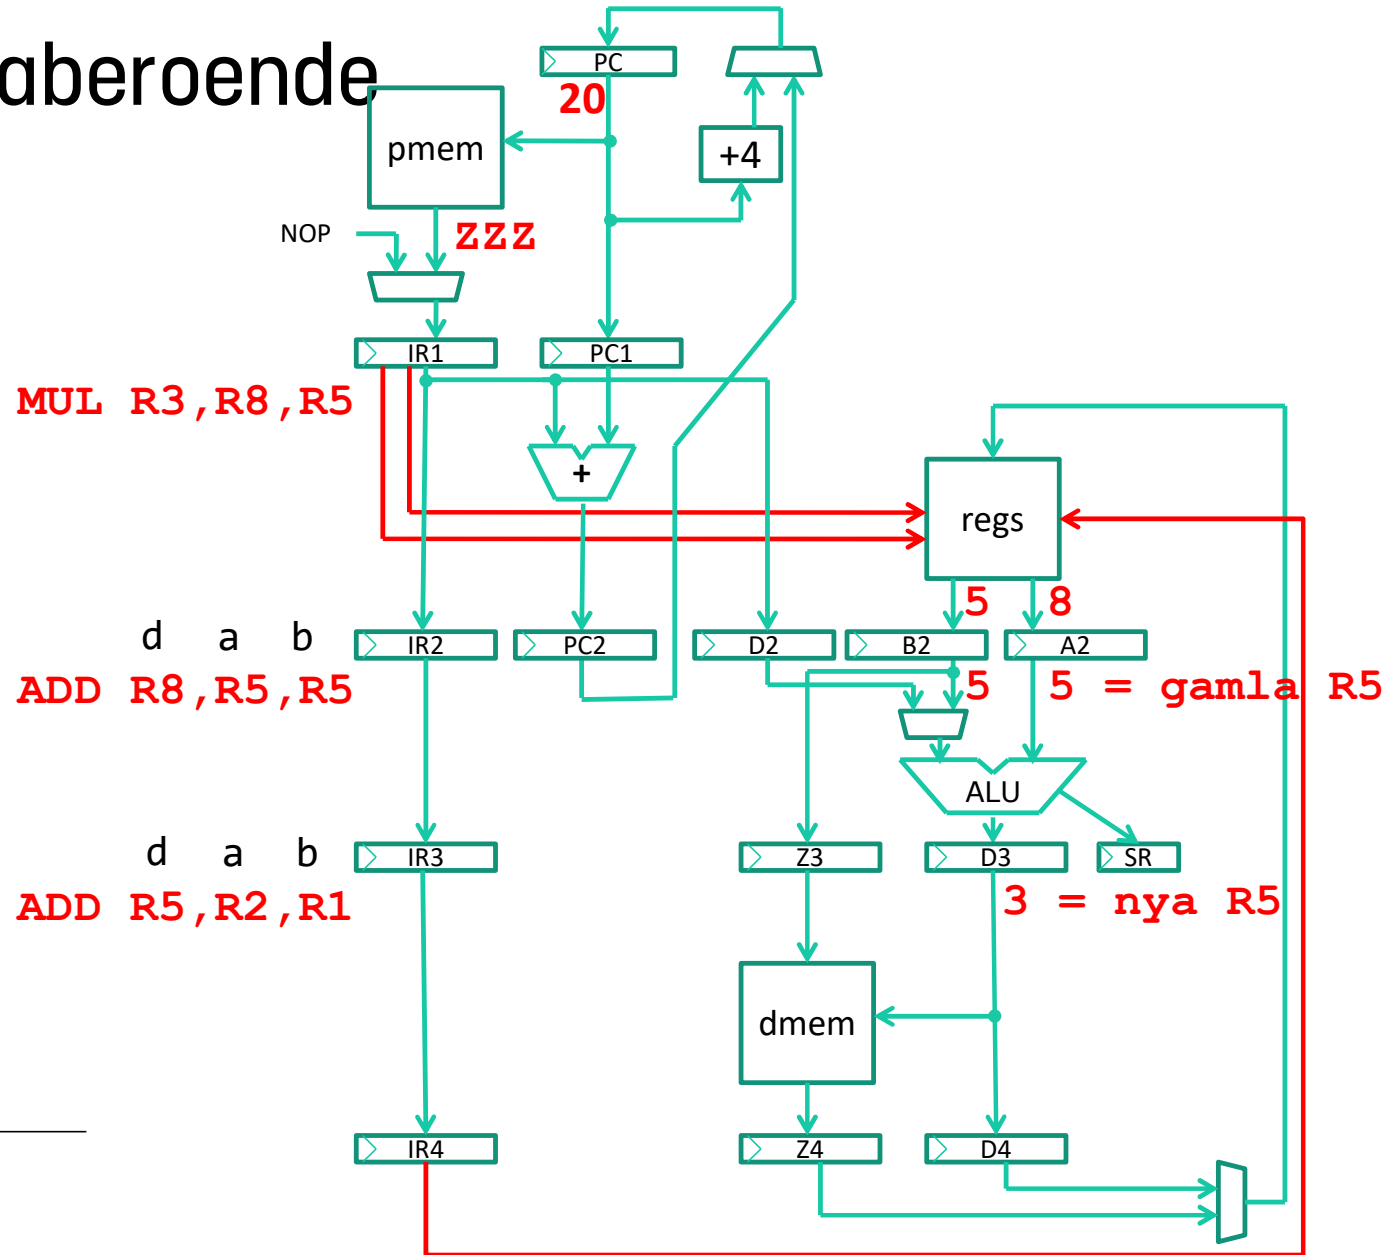 aberoende
PC
20
pmem
+4
NOP
ZZZ
IR1
PC1
MUL R3,R8,R5
+
regs
5
8
d a b
IR2
PC2
D2
B2
A2
ADD R8,R5,R5
5
5 = gamla R5
ALU
d a b
IR3
Z3
D3
SR
ADD R5,R2,R1
3 = nya R5
dmem
IR4
Z4
D4